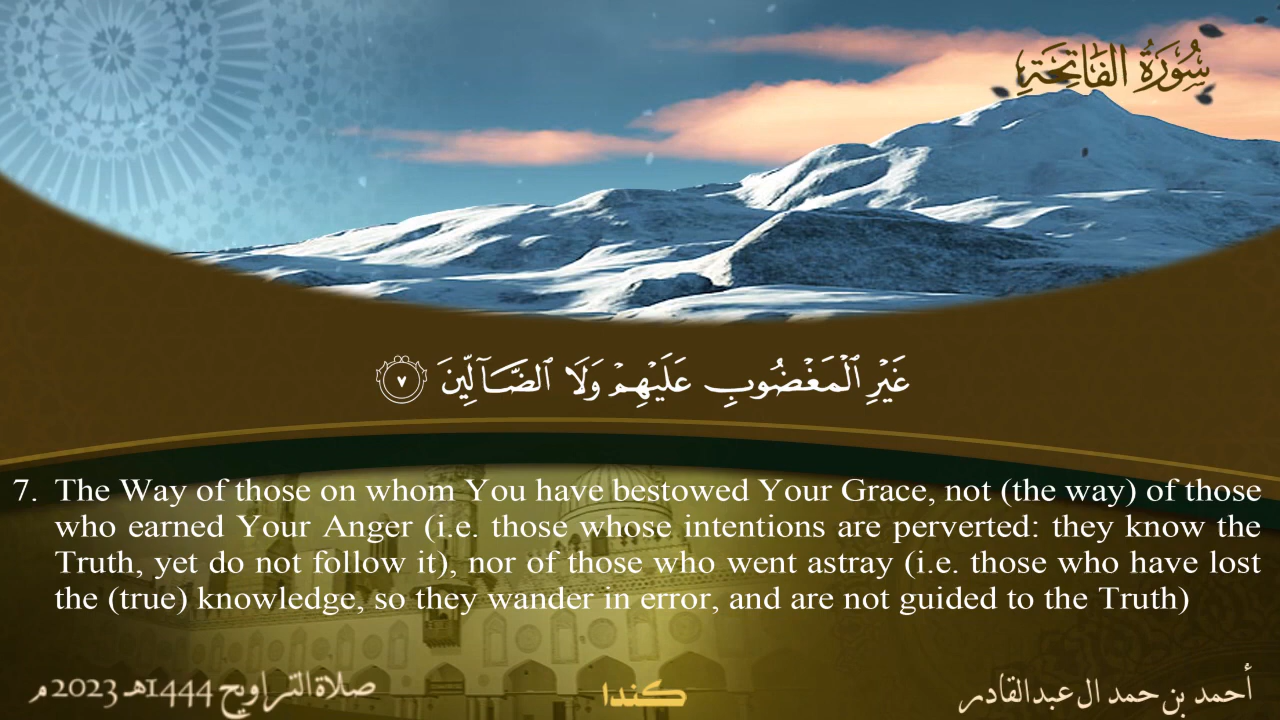 سُورَةُ الفَاتِحَةِ
غَيْرِ ٱلْمَغْضُوبِ عَلَيْهِمْ وَلَا ٱلضَّآلِّينَ ٧
7. The Way of those on whom You have bestowed Your Grace, not (the way) of those
who earned Your Anger (i.e. those whose intentions are perverted: they know the
Truth, yet do not follow it), nor of those who went astray (i.e. those who have lost
the (true) knowledge, so they wander in error, and are not guided to the Truth)
أحمد بن حمد ال عبدالقادر
كندا
صلاة التراويح 1444هـ 2023 م